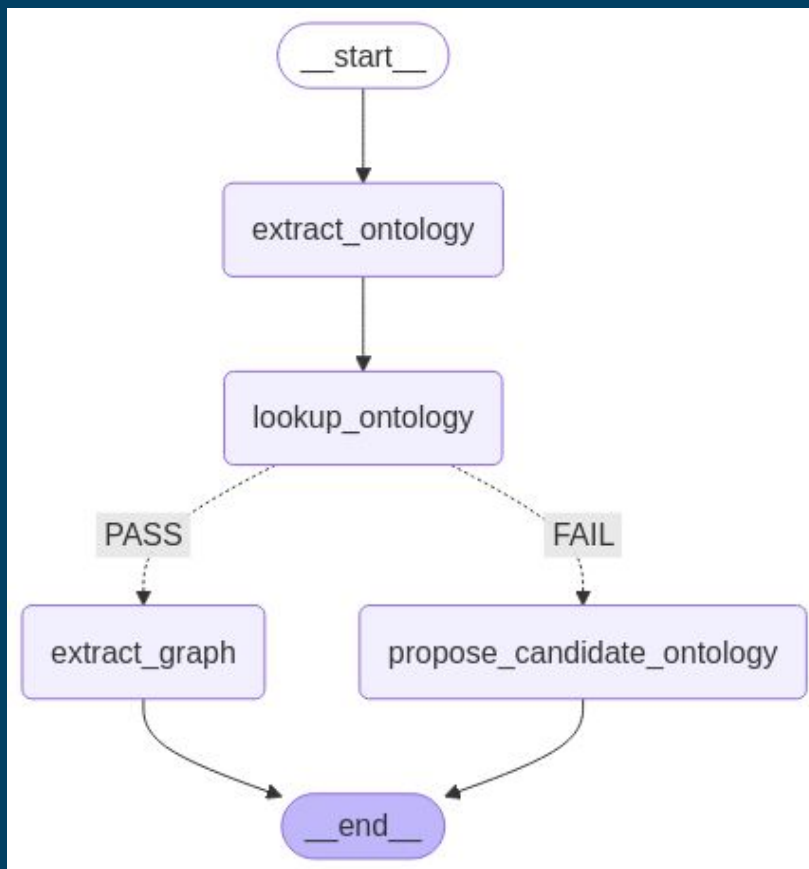 __start__
extract_ontology
lookup_ontology
PASS
FAIL
extract_graph
propose_candidate_ontology
__end__